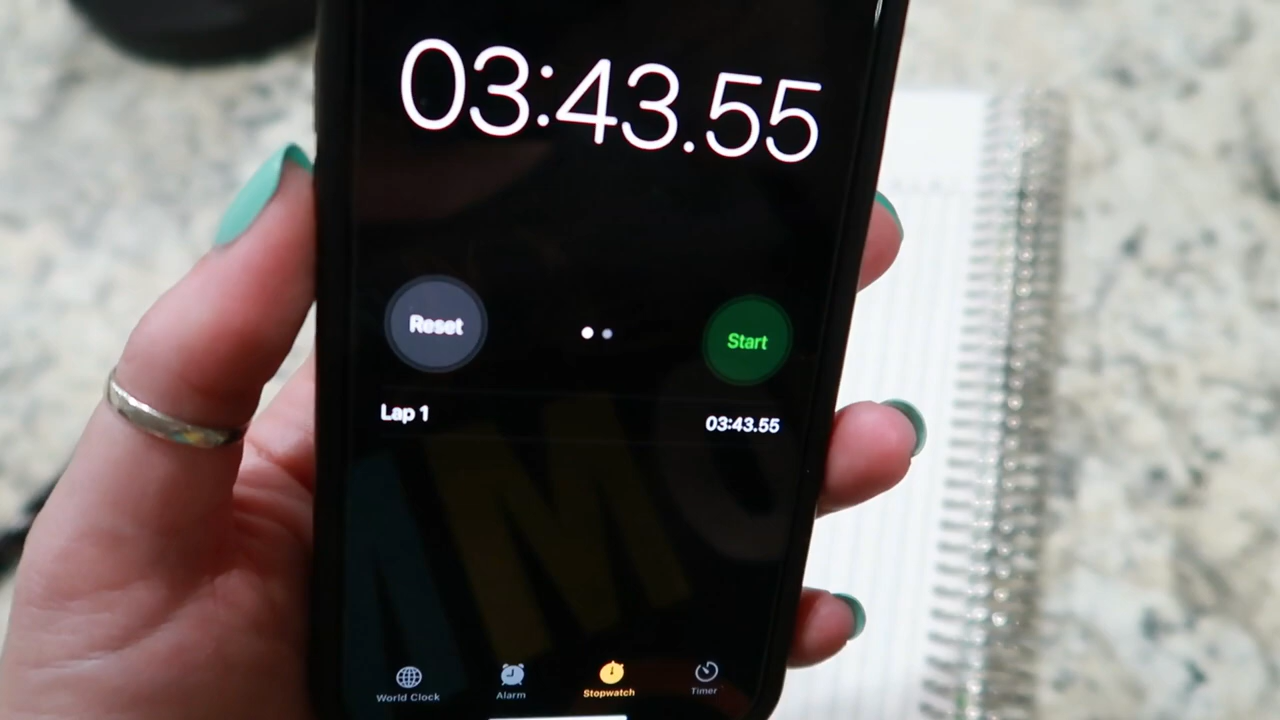 03:43.55
Reset
Start
Lap 1 03:43.55
World Clock Alarm Stopwatch Timer